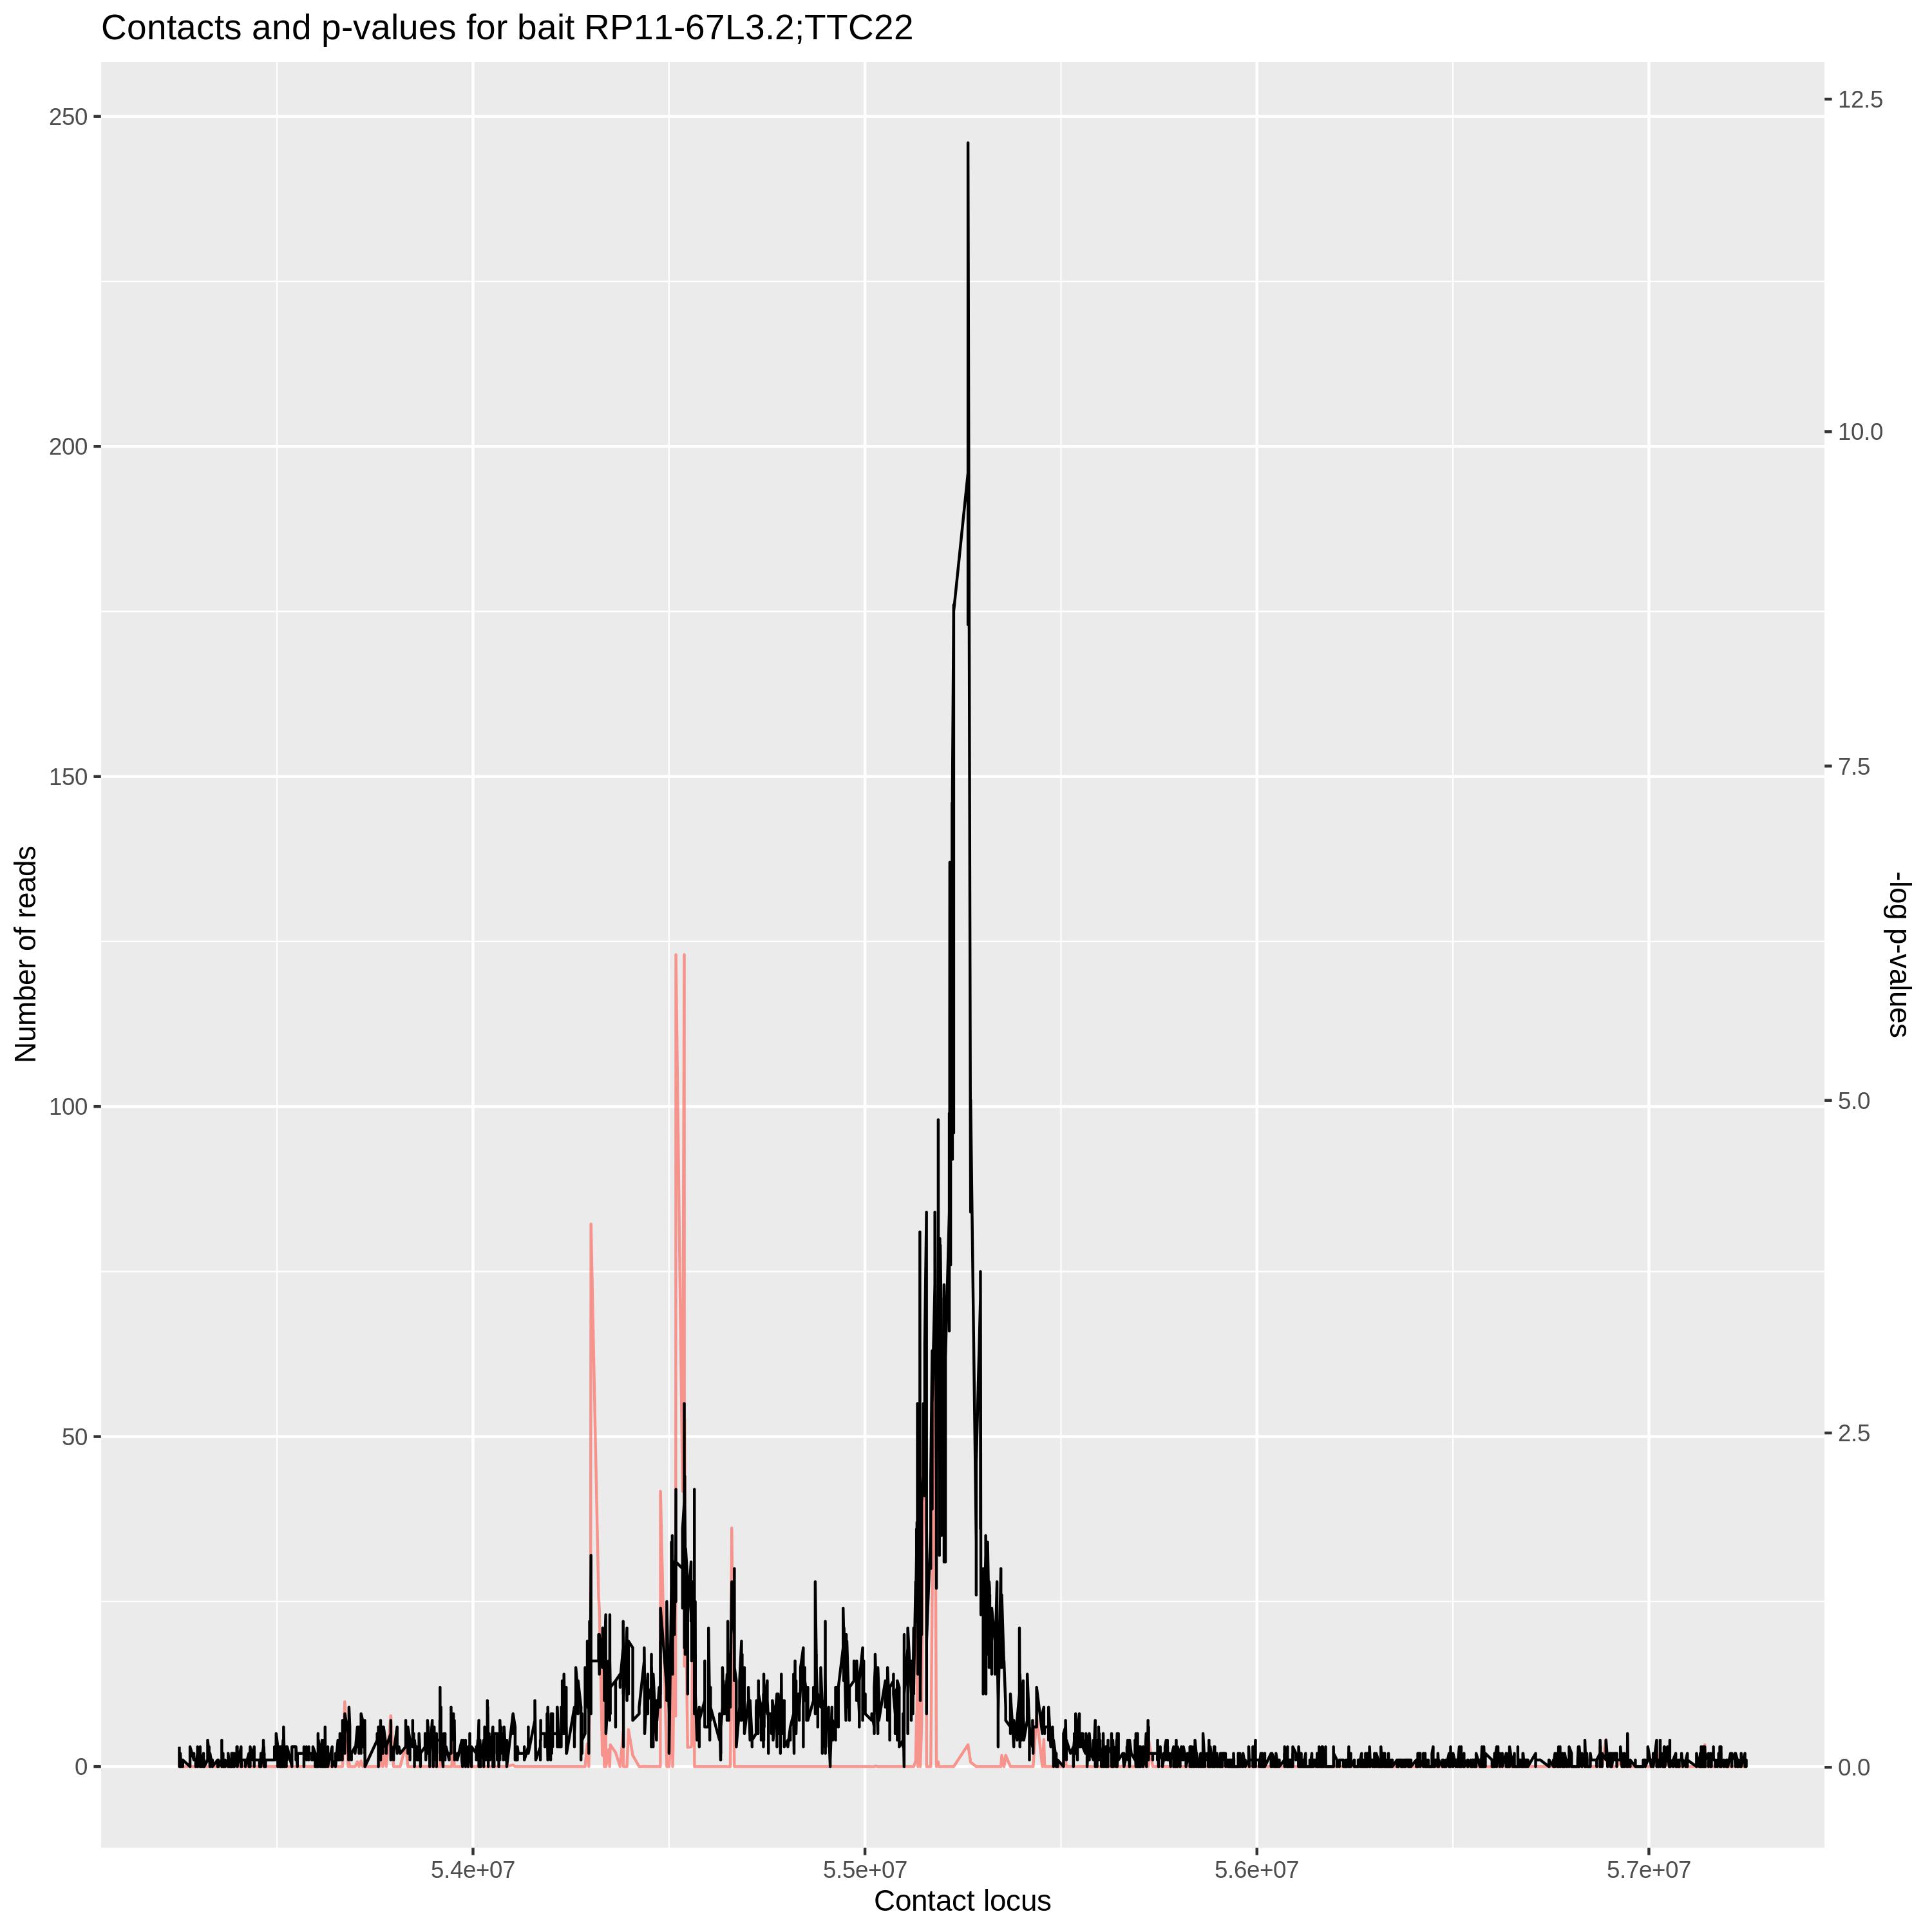 Contacts and p-values for bait RP11-67L3.2;TTC22
250
200
150
100
50
0
12.5
10.0
7.5
5.0
2.5
0.0
Number of reads
-log p-values
5.4e+07 5.5e+07 5.6e+07 5.7e+07
Contact locus